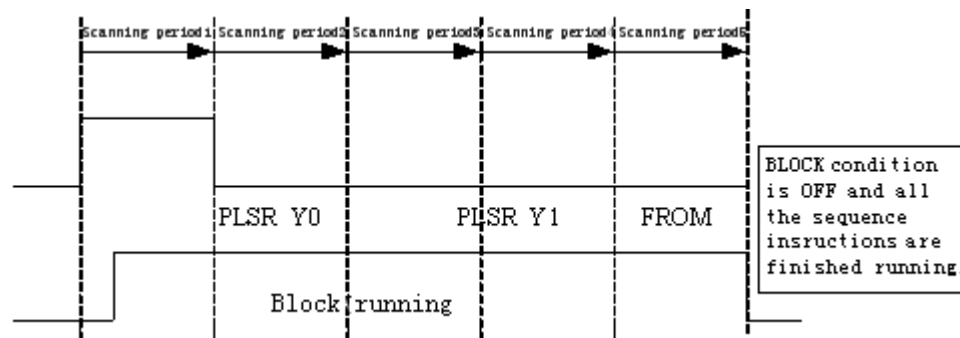 Scanning period1 Scanning period2 Scanning period3 Scanning period4 Scanning period5
BLOCK condition
is OFF and all
the sequence
insructions are
finished running.
PLSR Y0 PLSR Y1 FROM
Block running